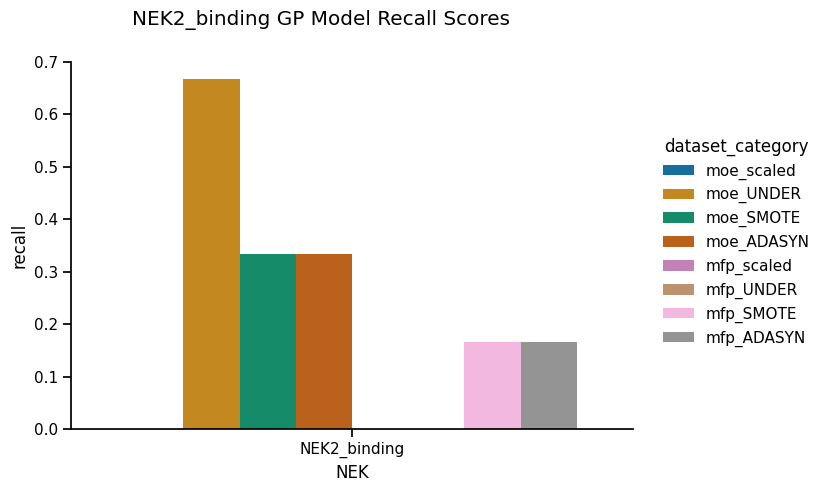 NEK2_binding GP Model Recall Scores
0.7
0.6
0.5
0.4
0.3
0.2
0.1
0.0
recall
NEK2_binding
NEK
dataset_category
moe_scaled
moe_UNDER
moe_SMOTE
moe_ADASYN
mfp_scaled
mfp_UNDER
mfp_SMOTE
mfp_ADASYN